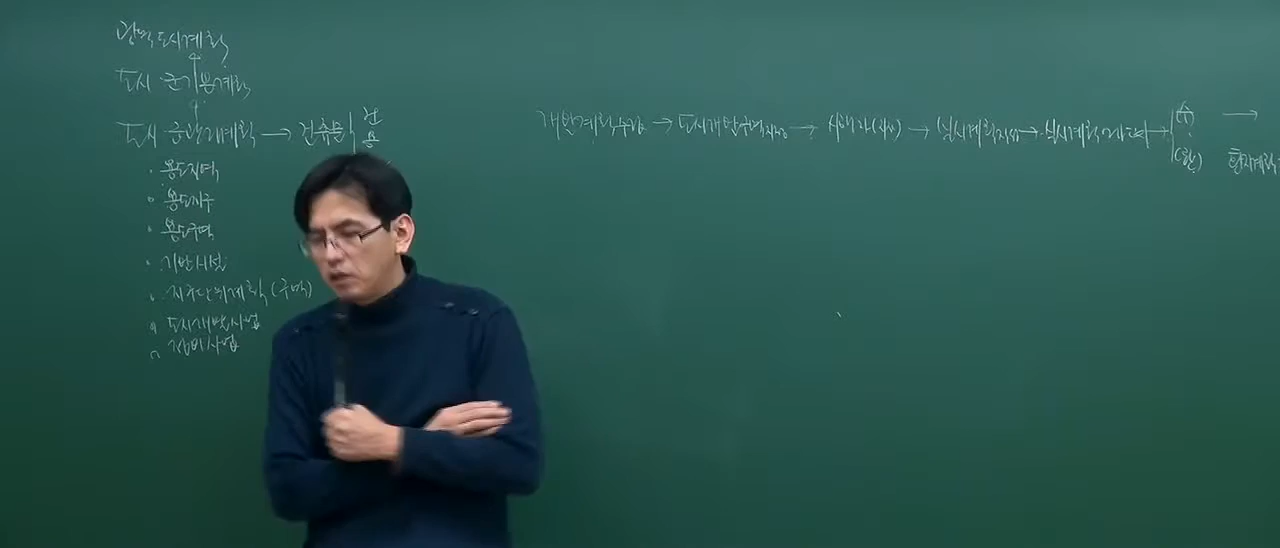 광역도시계획
도시·군기본계획
도시·군관리계획 → 건축물 건
용
· 용도지역
· 용도지구
· 용도구역
· 기반시설
· 지구단위계획(구역)
· 도시개발사업
· 정비사업
개발계획수립 → 도시개발구역지정 → 시행자(지정) → 실시계획작성 → 실시계획인가 → (수) →
(환) 환지계획